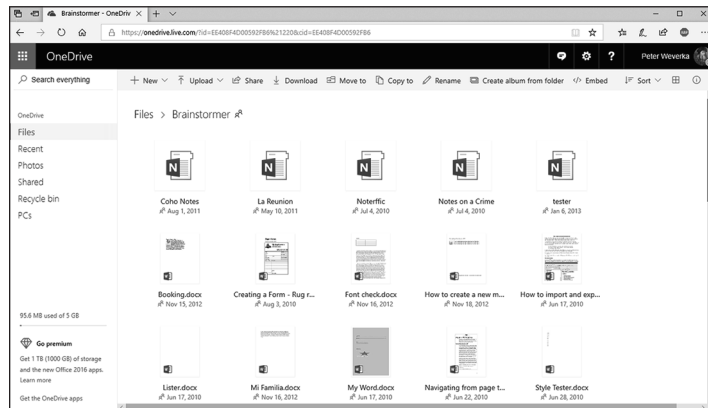 Brainstormer - OneDriv
https://onedrive.live.com/?id=EE408F4D00592FB6%21220&cid=EE408F4D00592FB6
OneDrive
?
Peter Weverka
Search everything
New
Upload
Share
Download
Move to
Copy to
Rename
Create album from folder
Embed
Sort
OneDrive
Files
Recent
Photos
Shared
Recycle bin
PCs
Files > Brainstormer
Coho Notes
Aug 1, 2011
La Reunion
May 10, 2011
Noterffic
Jul 4, 2010
Notes on a Crime
Jul 4, 2010
tester
Jan 6, 2013
Booking.docx
Nov 15, 2012
Creating a Form - Rug r...
Aug 3, 2010
Font check.docx
Nov 16, 2012
How to create a new m...
Nov 18, 2012
How to import and exp...
Jun 17, 2010
Lister.docx
Jun 17, 2010
Mi Familia.docx
Nov 16, 2012
My Word.docx
Jun 17, 2010
Navigating from page t...
Jun 22, 2010
Style Tester.docx
Jun 28, 2010
95.6 MB used of 5 GB
Go premium
Get 1 TB (1000 GB) of storage
and the new Office 2016 apps.
Learn more
Get the OneDrive apps